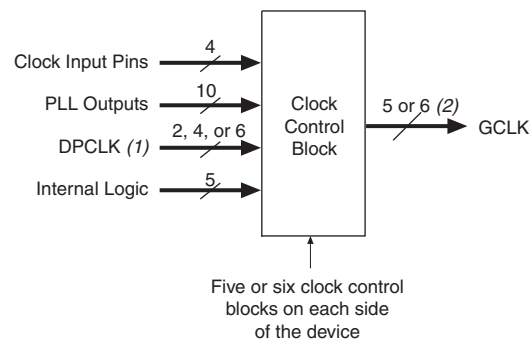 Clock Input Pins
4
PLL Outputs
10
DPCLK (1)
2, 4, or 6
Internal Logic
5
Clock
Control
Block
5 or 6 (2)
GCLK
Five or six clock control
blocks on each side
of the device